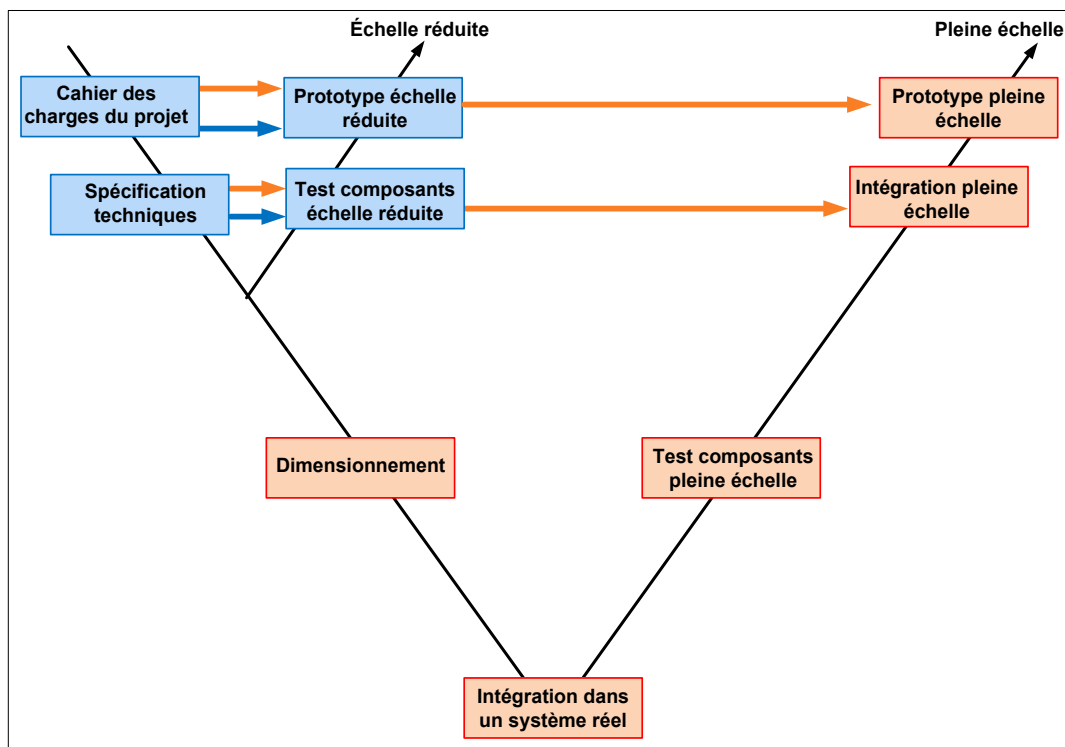 Échelle réduite
Pleine échelle
Cahier des
charges du projet
Prototype échelle
réduite
Prototype pleine
échelle
Spécification
techniques
Test composants
échelle réduite
Intégration pleine
échelle
Dimensionnement
Test composants
pleine échelle
Intégration dans
un système réel